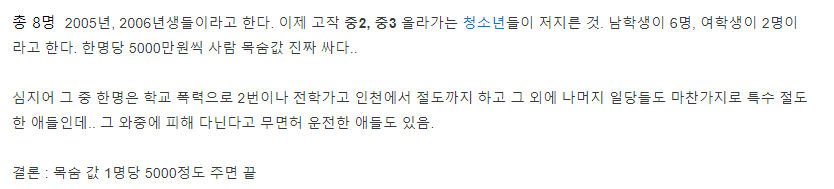 총 8명 2005년, 2006년생들이라고 한다. 이제 고작 중2, 중3 올라가는 청소년들이 저지른 것. 남학생이 6명, 여학생이 2명이
라고 한다. 한명당 5000만원씩 사람 목숨값 진짜 싸다..
심지어 그 중 한명은 학교 폭력으로 2번이나 전학가고 인천에서 절도까지 하고 그 외에 나머지 일당들도 마찬가지로 특수 절도
한 애들인데.. 그 와중에 피해 다닌다고 무면허 운전한 애들도 있음.
결론 : 목숨 값 1명당 5000정도 주면 끝